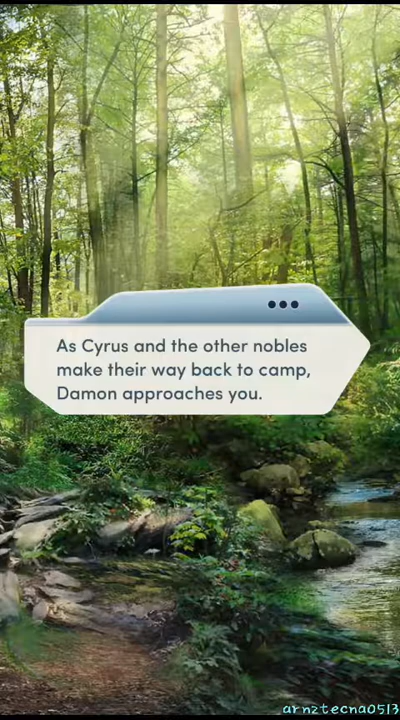 As Cyrus and the other nobles
make their way back to camp,
Damon approaches you.
arnztecna0513